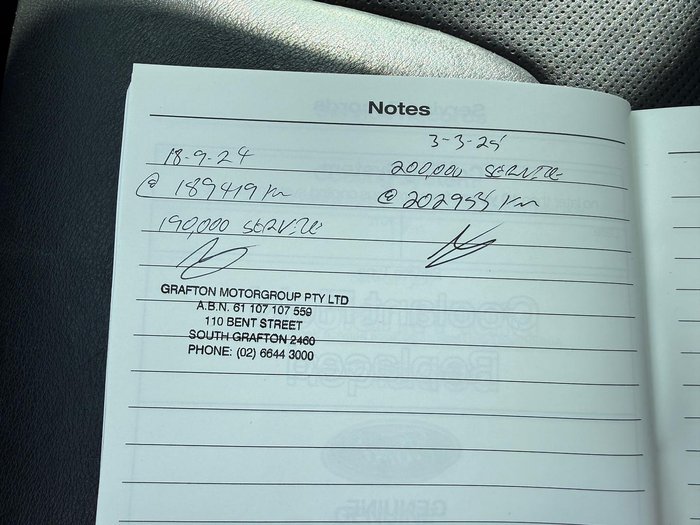 Notes
18-9-24
@ 189419 Km
190,000 SERVICE
GRAFTON MOTORGROUP PTY LTD
A.B.N. 61 107 107 559
110 BENT STREET
SOUTH GRAFTON 2460
PHONE: (02) 6644 3000
3-3-25
200,000 SERVICE
@ 202955 Km